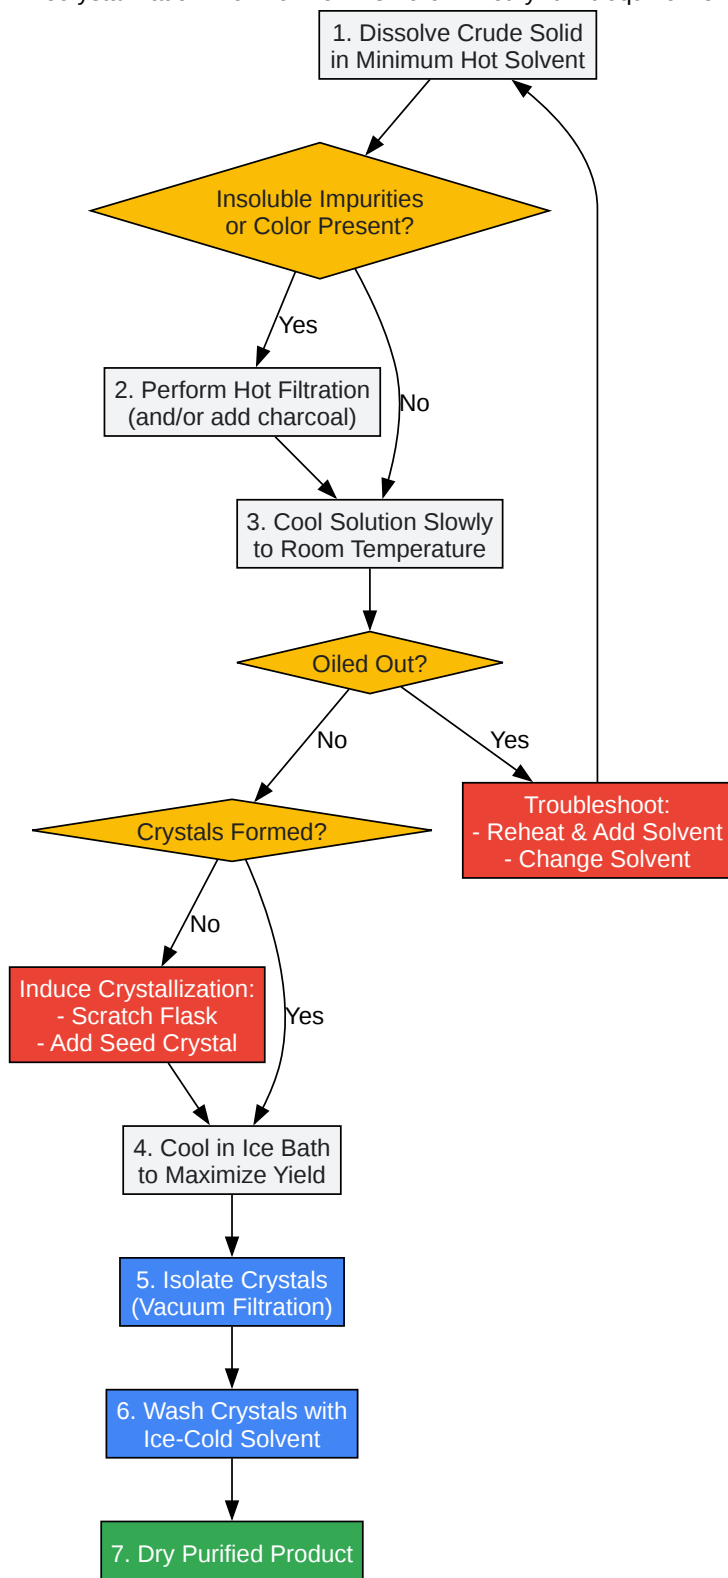 1. Dissolve Crude Solid
in Minimum Hot Solvent
Insoluble Impurities
or Color Present?
Yes
2. Perform Hot Filtration
(and/or add charcoal)
No
3. Cool Solution Slowly
to Room Temperature
Oiled Out?
No
Yes
Troubleshoot:
- Reheat & Add Solvent
- Change Solvent
Crystals Formed?
No
Induce Crystallization:
- Scratch Flask
- Add Seed Crystal
Yes
4. Cool in Ice Bath
to Maximize Yield
5. Isolate Crystals
(Vacuum Filtration)
6. Wash Crystals with
Ice-Cold Solvent
7. Dry Purified Product